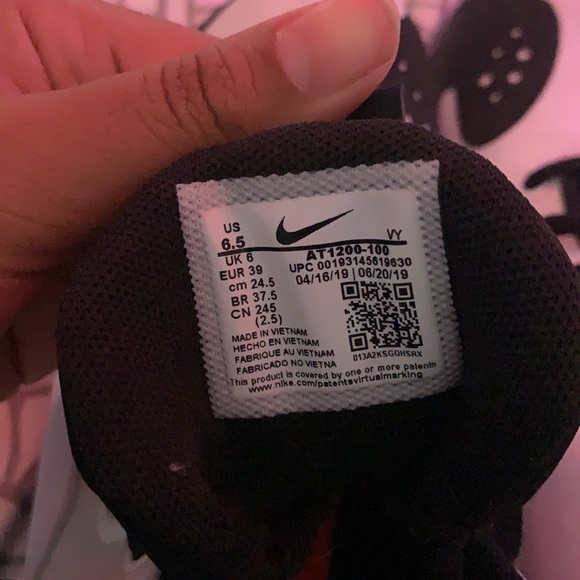 US
6.5
VY
UK 6
EUR 39
cm 24.5
BR 37.5
CN 245
(2.5)
AT1200-100
UPC 00193145619630
04/16/19 | 06/20/19
013A2KSGQHSRX
MADE IN VIETNAM
HECHO EN VIETNAM
FABRIQUE AU VIETNAM
FABRICADO NO VIETNA
This product is covered by one or more patents
www.nike.com/patentsvirtualmarking